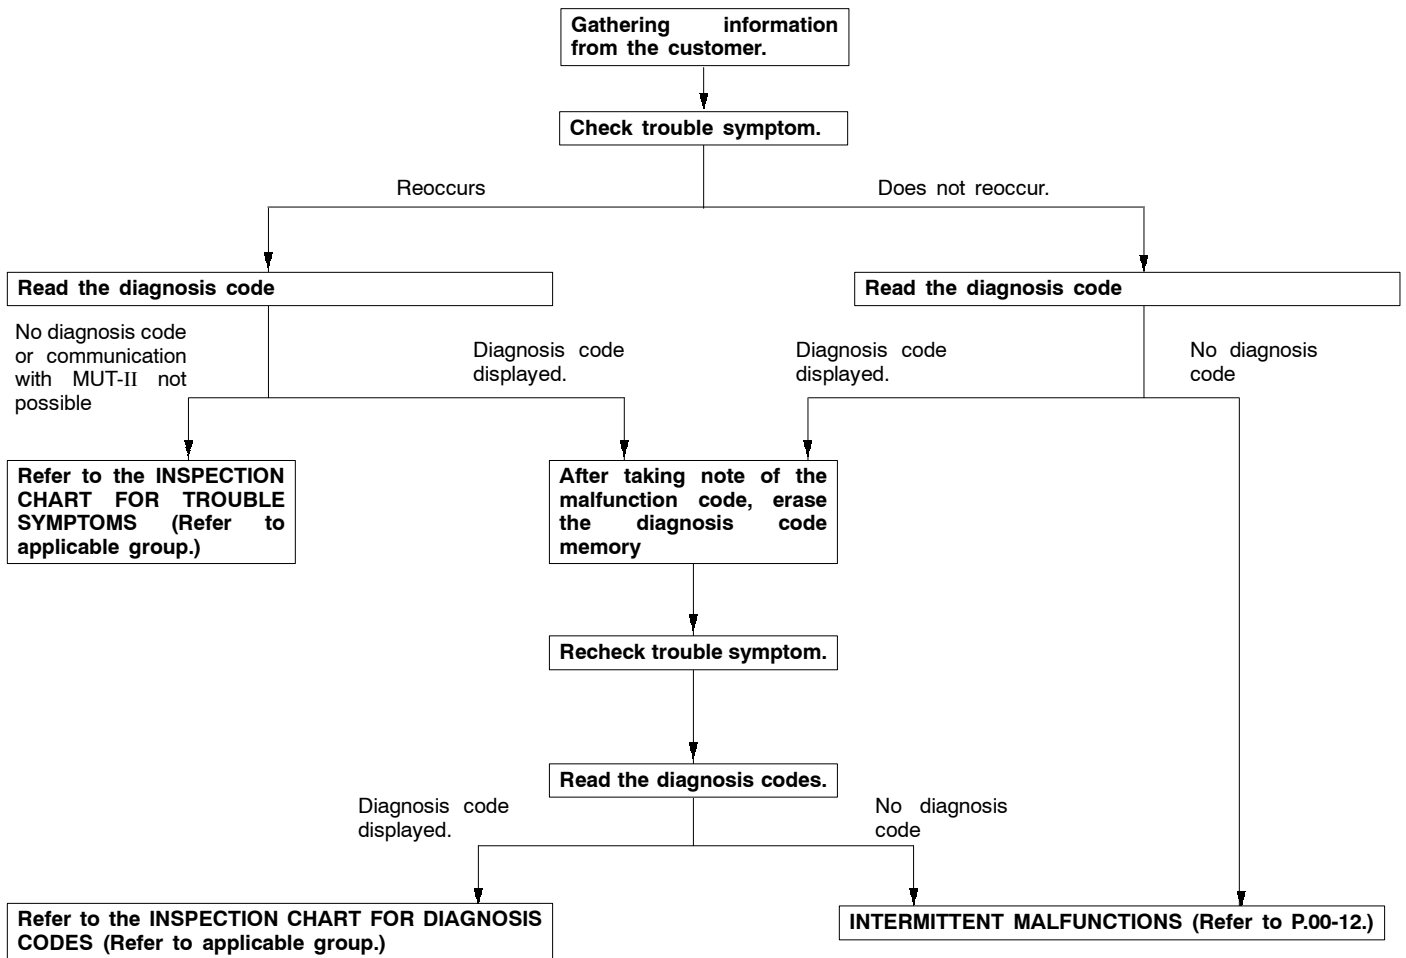 Gathering information
from the customer.
Check trouble symptom.
Reoccurs
Does not reoccur.
Read the diagnosis code
Read the diagnosis code
No diagnosis code
or communication
with MUT-II not
possible
Diagnosis code
displayed.
Diagnosis code
displayed.
No diagnosis
code
Refer to the INSPECTION
CHART FOR TROUBLE
SYMPTOMS (Refer to
applicable group.)
After taking note of the
malfunction code, erase
the diagnosis code
memory
Recheck trouble symptom.
Read the diagnosis codes.
Diagnosis code
displayed.
No diagnosis
code
Refer to the INSPECTION CHART FOR DIAGNOSIS
CODES (Refer to applicable group.)
INTERMITTENT MALFUNCTIONS (Refer to P.00-12.)